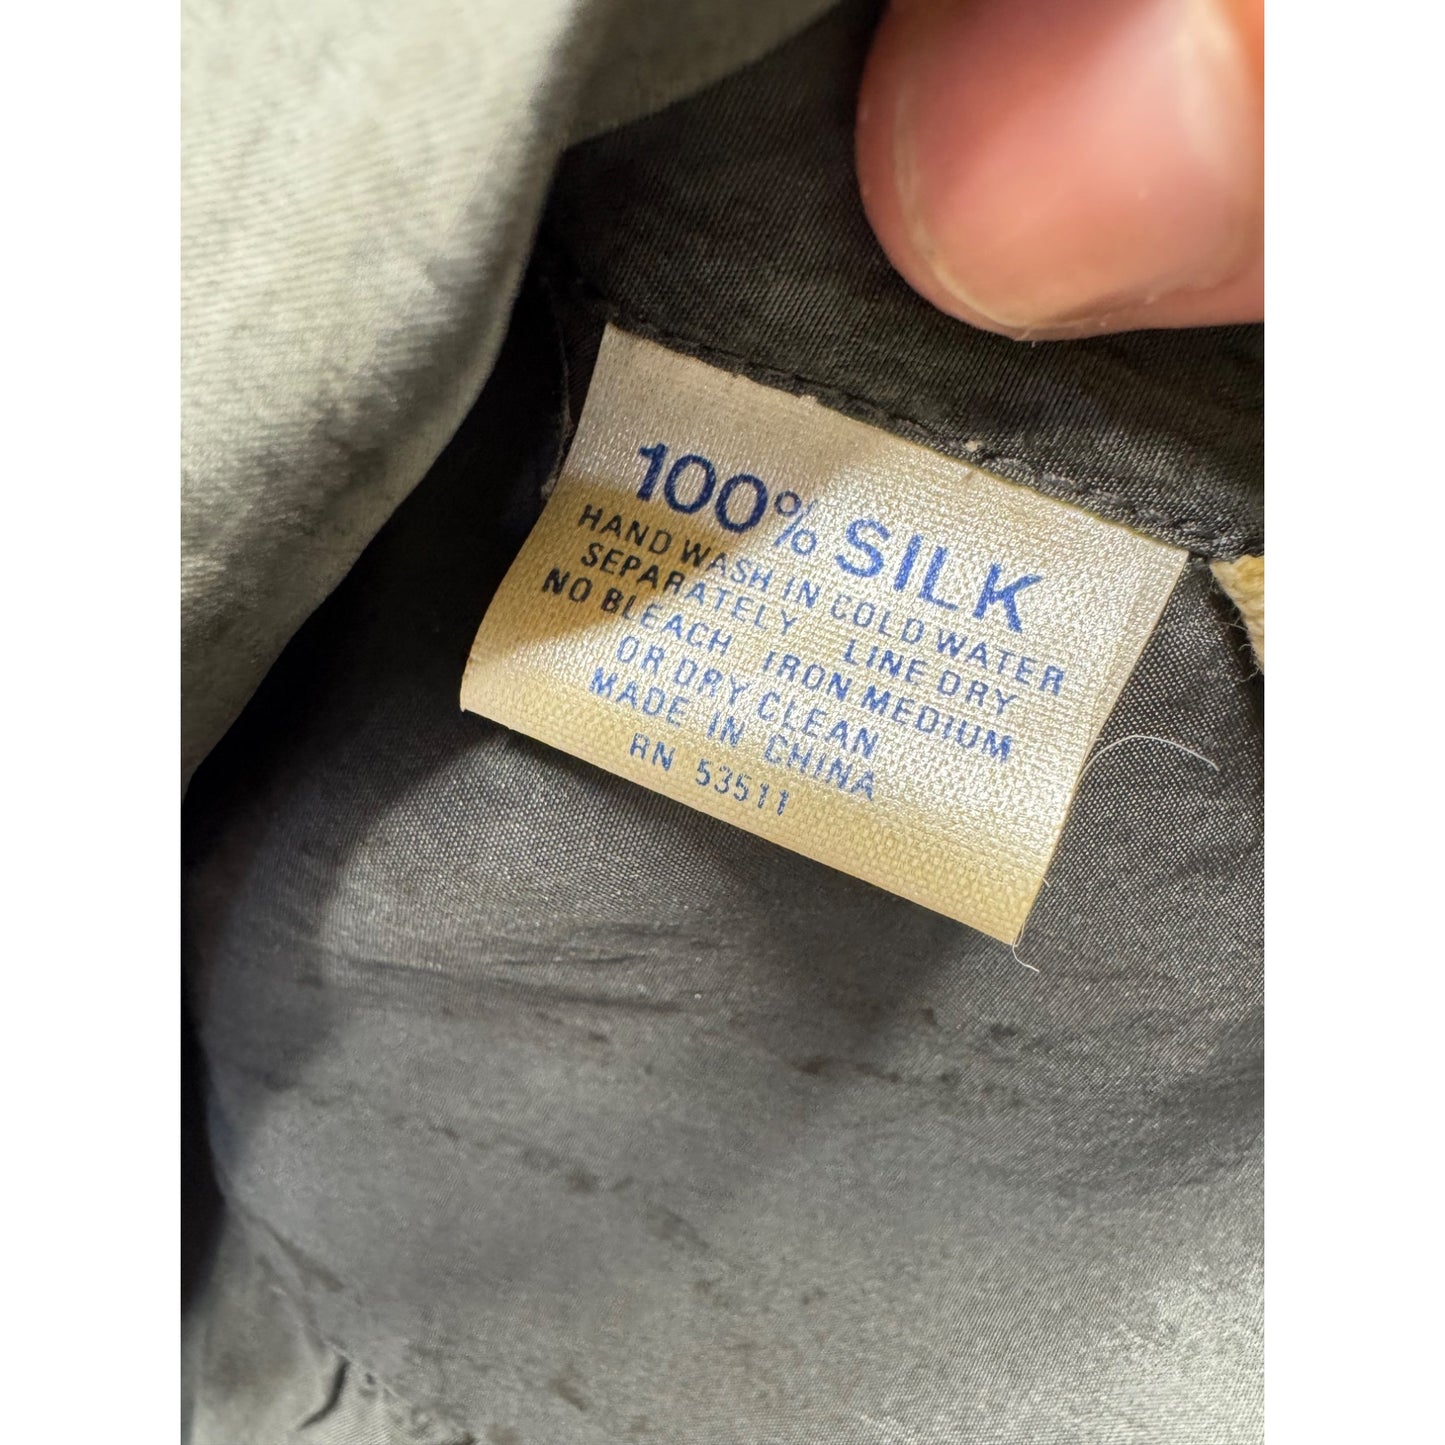 100% SILK
HAND WASH IN COLD WATER
SEPARATELY LINE DRY
NO BLEACH IRON MEDIUM
OR DRY CLEAN
MADE IN CHINA
RN 53511